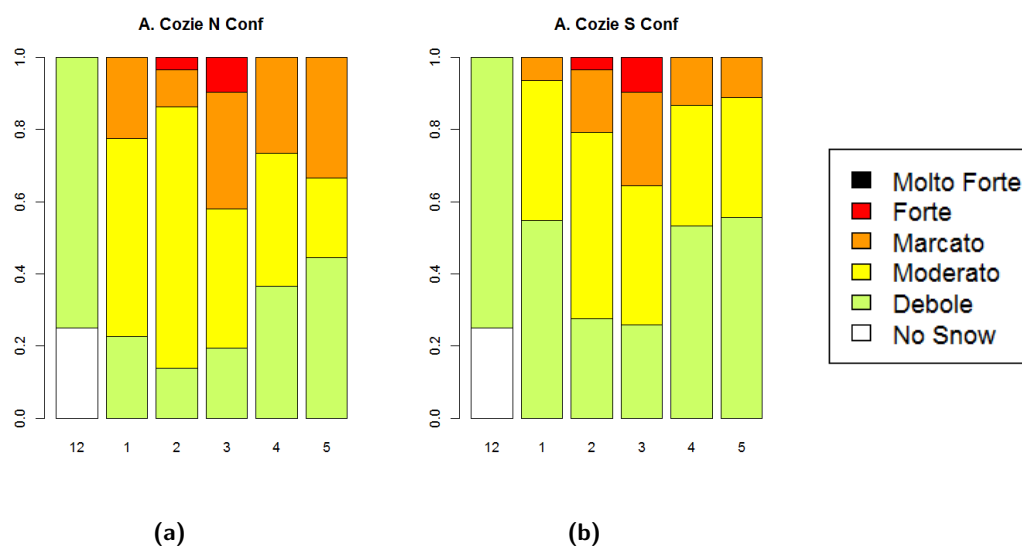 A. Cozie N Conf
1.0
0.8
0.6
0.4
0.2
0.0
12 1 2 3 4 5
(a)
A. Cozie S Conf
1.0
0.8
0.6
0.4
0.2
0.0
12 1 2 3 4 5
(b)
Molto Forte
Forte
Marcato
Moderato
Debole
No Snow